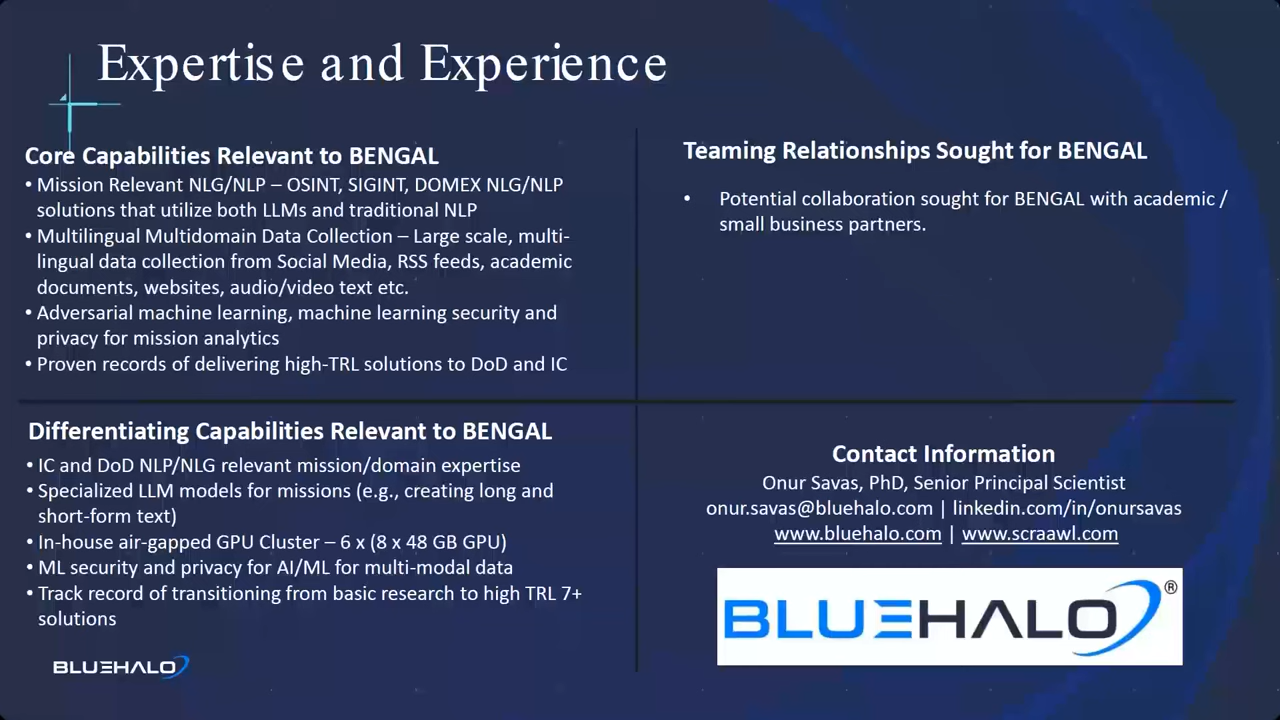 Expertise and Experience
Core Capabilities Relevant to BENGAL
• Mission Relevant NLG/NLP – OSINT, SIGINT, DOMEX NLG/NLP
solutions that utilize both LLMs and traditional NLP
• Multilingual Multidomain Data Collection – Large scale, multi-
lingual data collection from Social Media, RSS feeds, academic
documents, websites, audio/video text etc.
• Adversarial machine learning, machine learning security and
privacy for mission analytics
• Proven records of delivering high-TRL solutions to DoD and IC
Teaming Relationships Sought for BENGAL
• Potential collaboration sought for BENGAL with academic /
small business partners.
Differentiating Capabilities Relevant to BENGAL
• IC and DoD NLP/NLG relevant mission/domain expertise
• Specialized LLM models for missions (e.g., creating long and
short-form text)
• In-house air-gapped GPU Cluster – 6 x (8 x 48 GB GPU)
• ML security and privacy for AI/ML for multi-modal data
• Track record of transitioning from basic research to high TRL 7+
solutions
BLUEHALO
Contact Information
Onur Savas, PhD, Senior Principal Scientist
onur.savas@bluehalo.com | linkedin.com/in/onursavas
www.bluehalo.com | www.scraawl.com
BLUEHALO®